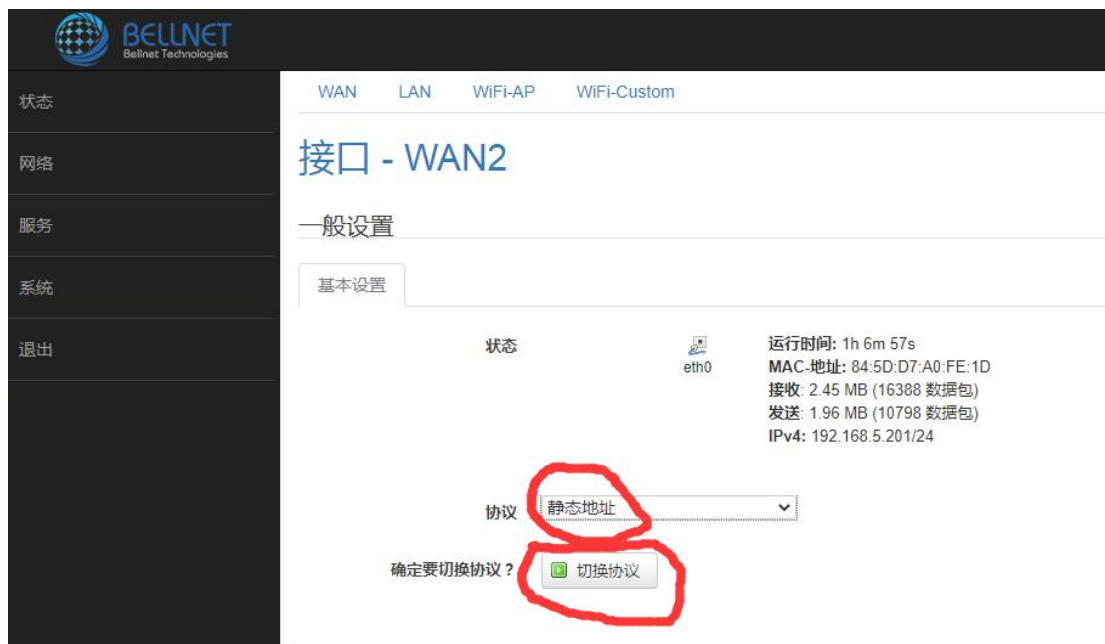 BELLNET
Bellnet Technologies
状态
网络
服务
系统
退出
WAN LAN WiFi-AP WiFi-Custom
接口 - WAN2
一般设置
基本设置
状态
eth0
运行时间: 1h 6m 57s
MAC-地址: 84:5D:D7:A0:FE:1D
接收: 2.45 MB (16388 数据包)
发送: 1.96 MB (10798 数据包)
IPv4: 192.168.5.201/24
协议 静态地址
确定要切换协议？ 切换协议